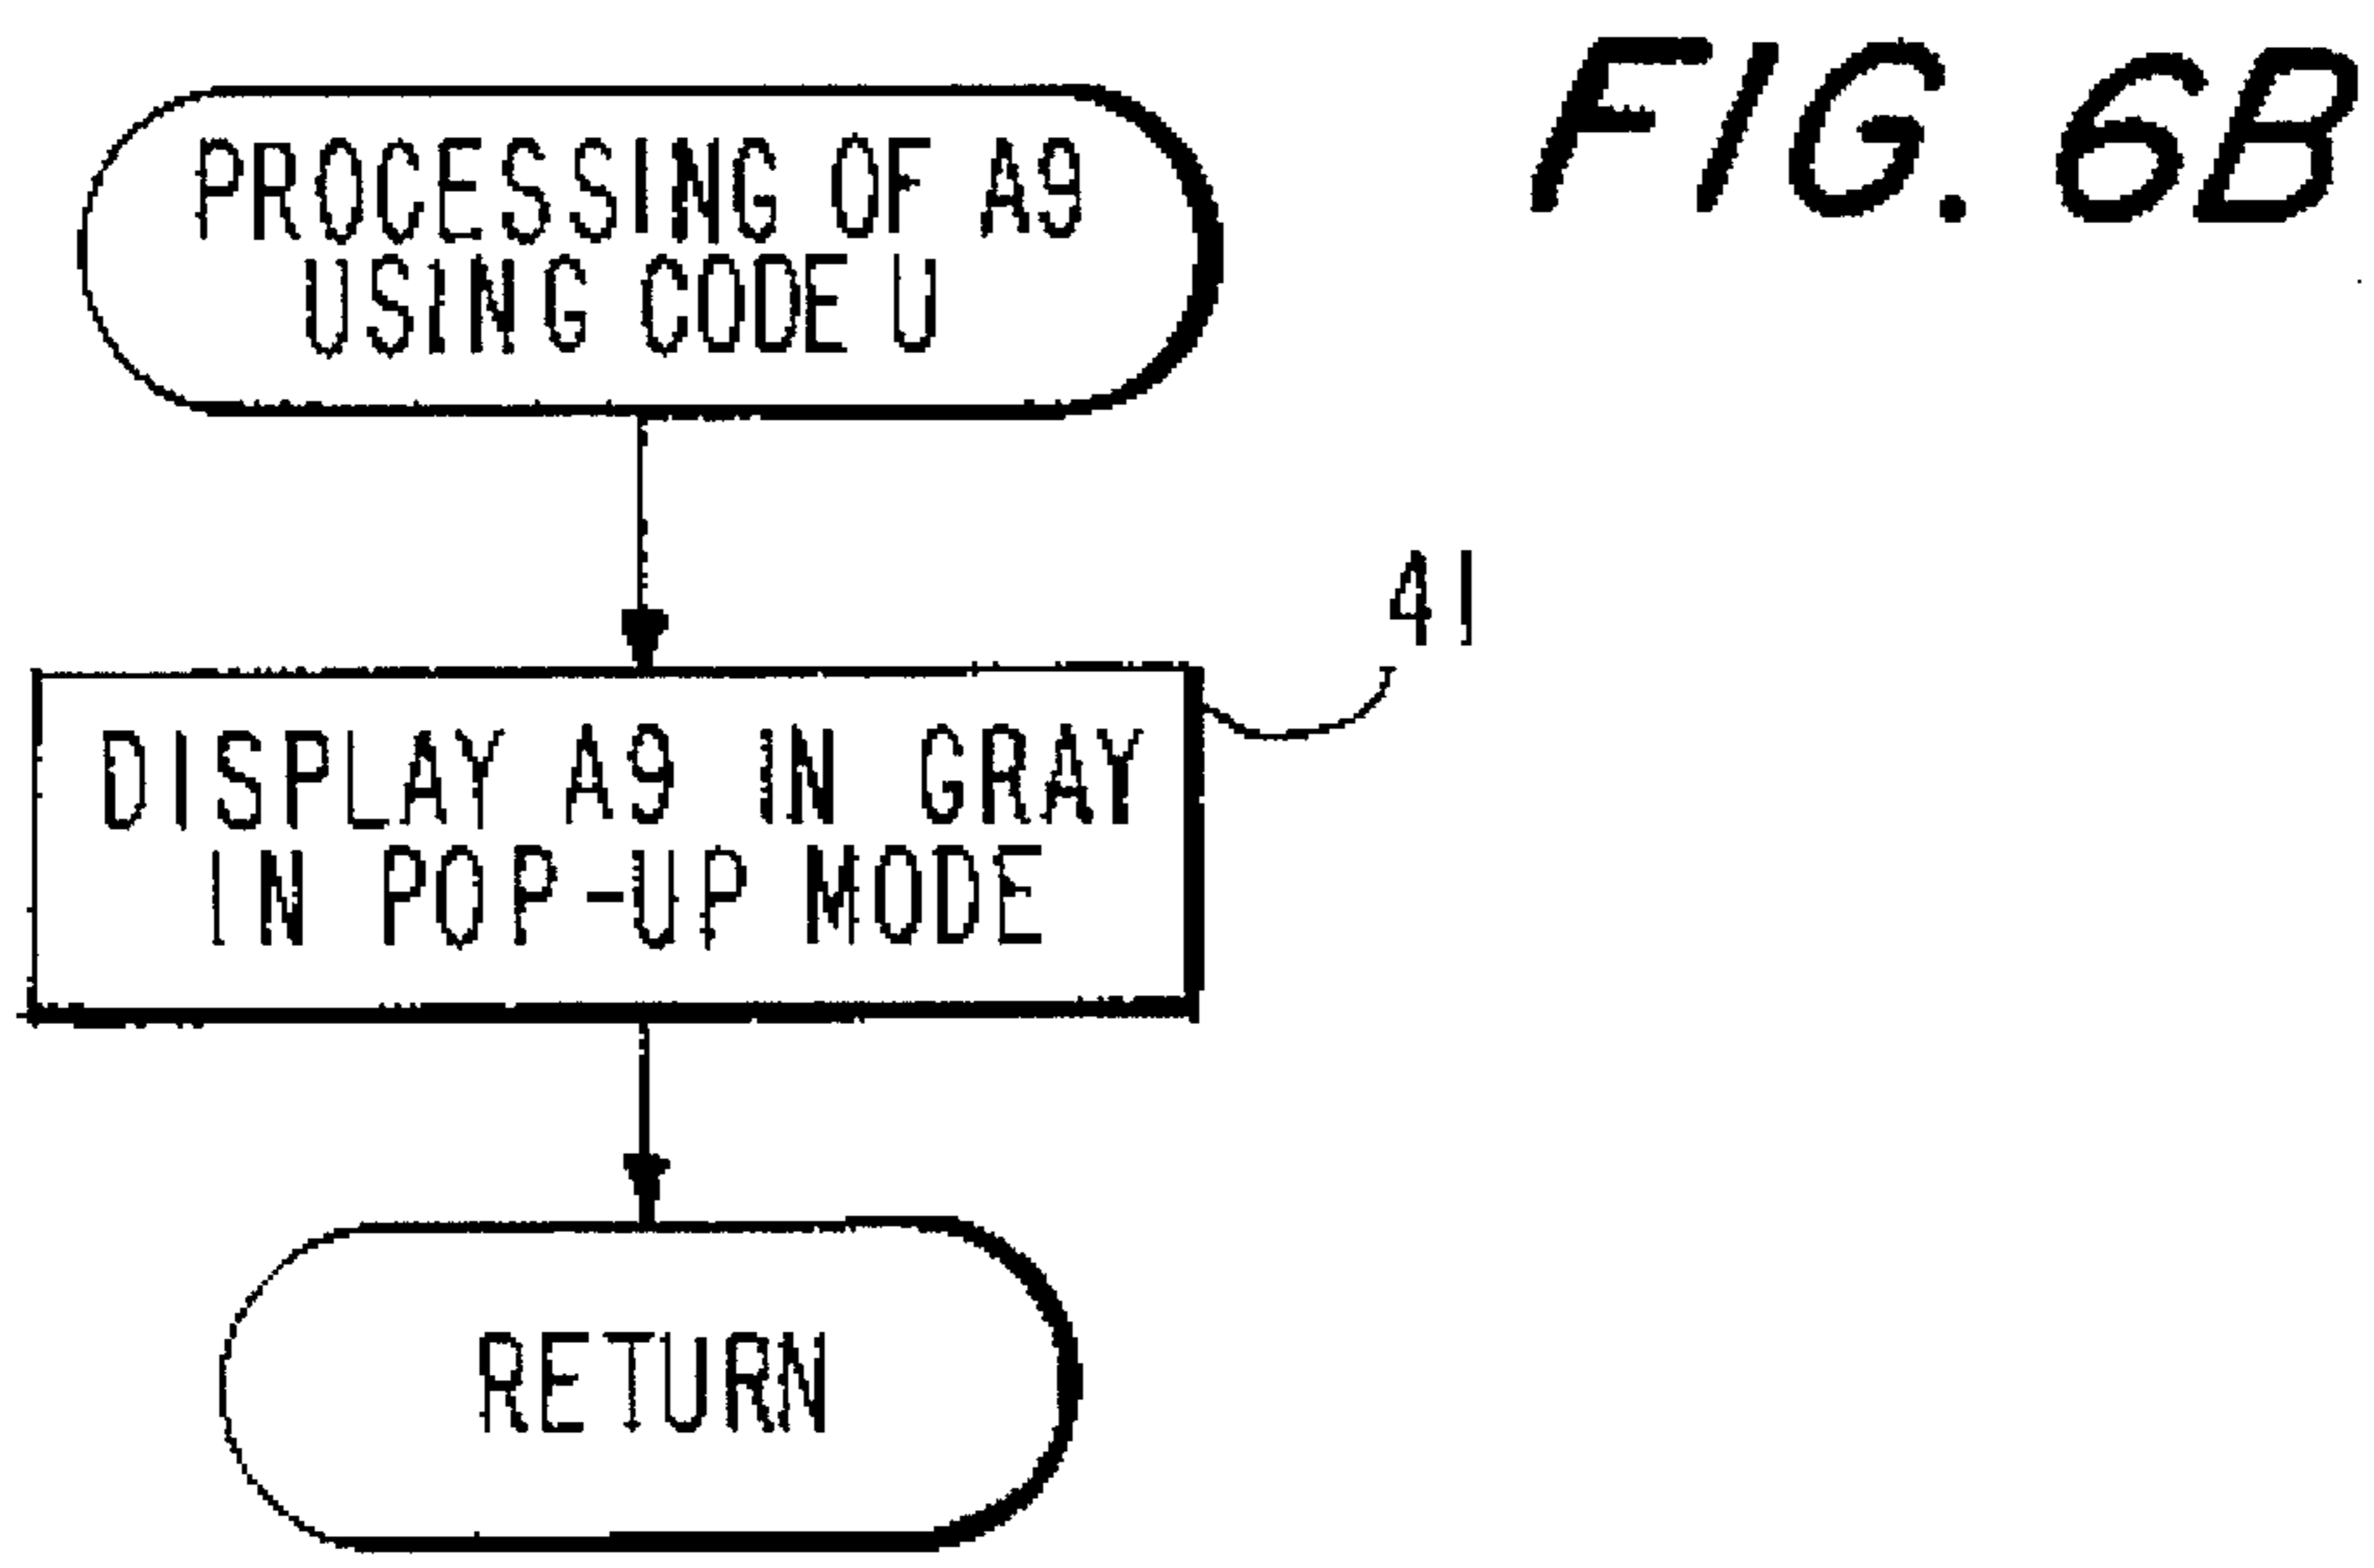 FIG. 6B
PROCESSING OF A9
USING CODE U
41
DISPLAY A9 IN GRAY
IN POP-UP MODE
RETURN